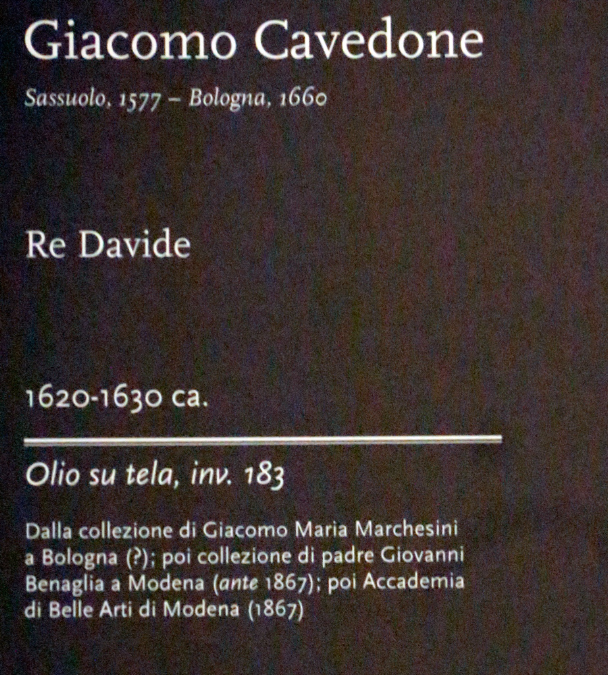 Giacomo Cavedone
Sassuolo, 1577 – Bologna, 1660
Re Davide
1620-1630 ca.
Olio su tela, inv. 183
Dalla collezione di Giacomo Maria Marchesini
a Bologna (?); poi collezione di padre Giovanni
Benaglia a Modena (ante 1867); poi Accademia
di Belle Arti di Modena (1867)